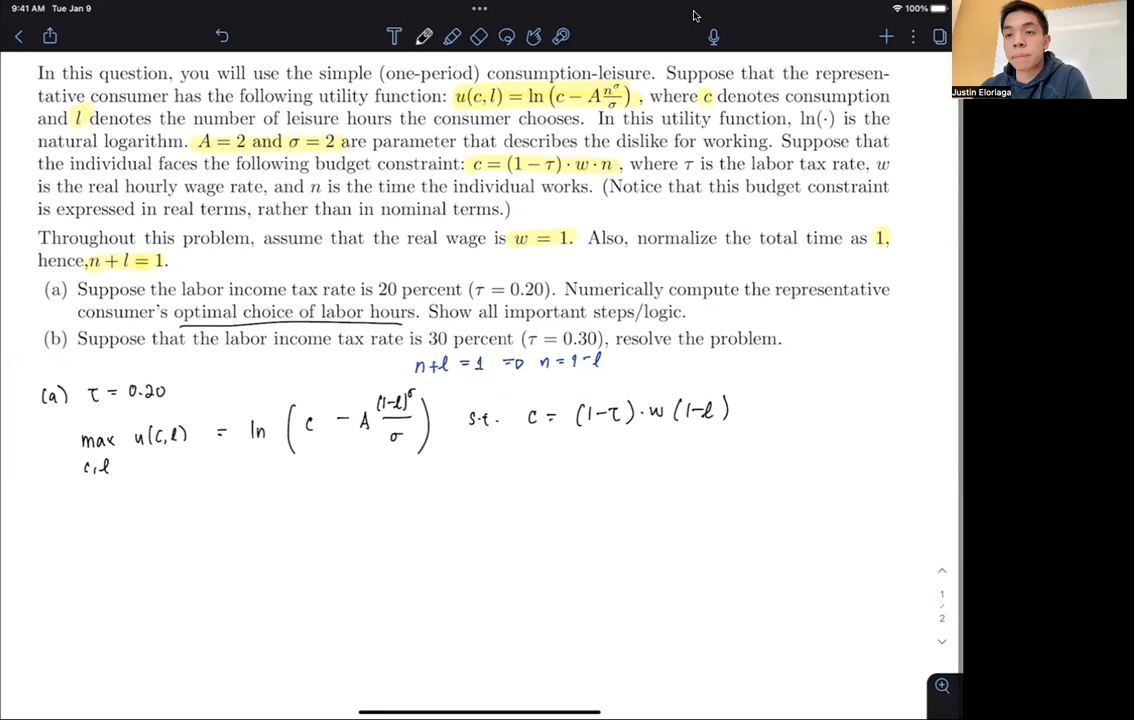 9:41 AM Tue Jan 9
100%
In this question, you will use the simple (one-period) consumption-leisure. Suppose that the represen-
tative consumer has the following utility function: u(c, l) = ln (c − A n^σ/σ), where c denotes consumption
and l denotes the number of leisure hours the consumer chooses. In this utility function, ln(·) is the
natural logarithm. A = 2 and σ = 2 are parameter that describes the dislike for working. Suppose that
the individual faces the following budget constraint: c = (1 − τ) · w · n , where τ is the labor tax rate, w
is the real hourly wage rate, and n is the time the individual works. (Notice that this budget constraint
is expressed in real terms, rather than in nominal terms.)
Throughout this problem, assume that the real wage is w = 1. Also, normalize the total time as 1,
hence,n + l = 1.
(a) Suppose the labor income tax rate is 20 percent (τ = 0.20). Numerically compute the representative
consumer's optimal choice of labor hours. Show all important steps/logic.
(b) Suppose that the labor income tax rate is 30 percent (τ = 0.30), resolve the problem.
n+l = 1 => n = 1-l
(a) τ = 0.20
max u(c,l) = ln ( c - A (1-l)^σ/σ ) s.t. c = (1-τ)·w (1-l)
c,l
1
/
2
Justin Eloriaga